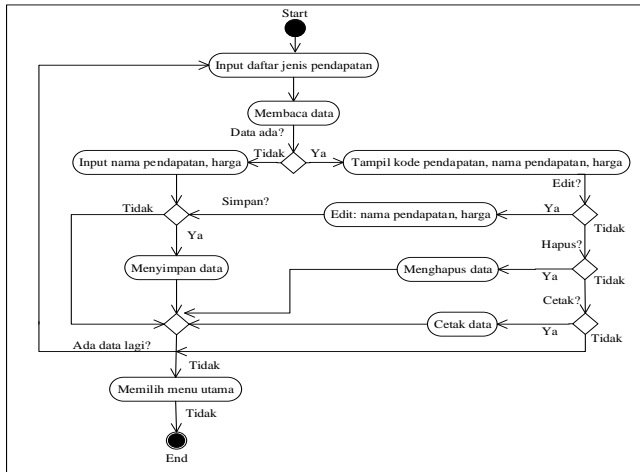 Start
Input daftar jenis pendapatan
Membaca data
Data ada?
Tidak
Ya
Input nama pendapatan, harga
Tampil kode pendapatan, nama pendapatan, harga
Edit?
Tidak
Simpan?
Edit: nama pendapatan, harga
Ya
Tidak
Ya
Hapus?
Menyimpan data
Menghapus data
Ya
Tidak
Cetak?
Cetak data
Ya
Tidak
Ada data lagi?
Tidak
Memilih menu utama
Tidak
End